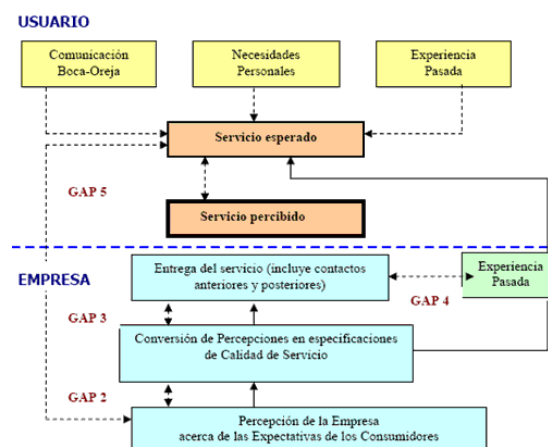 USUARIO
Comunicación
Boca-Oreja
Necesidades
Personales
Experiencia
Pasada
Servicio esperado
GAP 5
Servicio percibido
EMPRESA
Entrega del servicio (incluye contactos
anteriores y posteriores)
Experiencia
Pasada
GAP 4
GAP 3
Conversión de Percepciones en especificaciones
de Calidad de Servicio
GAP 2
Percepción de la Empresa
acerca de las Expectativas de los Consumidores